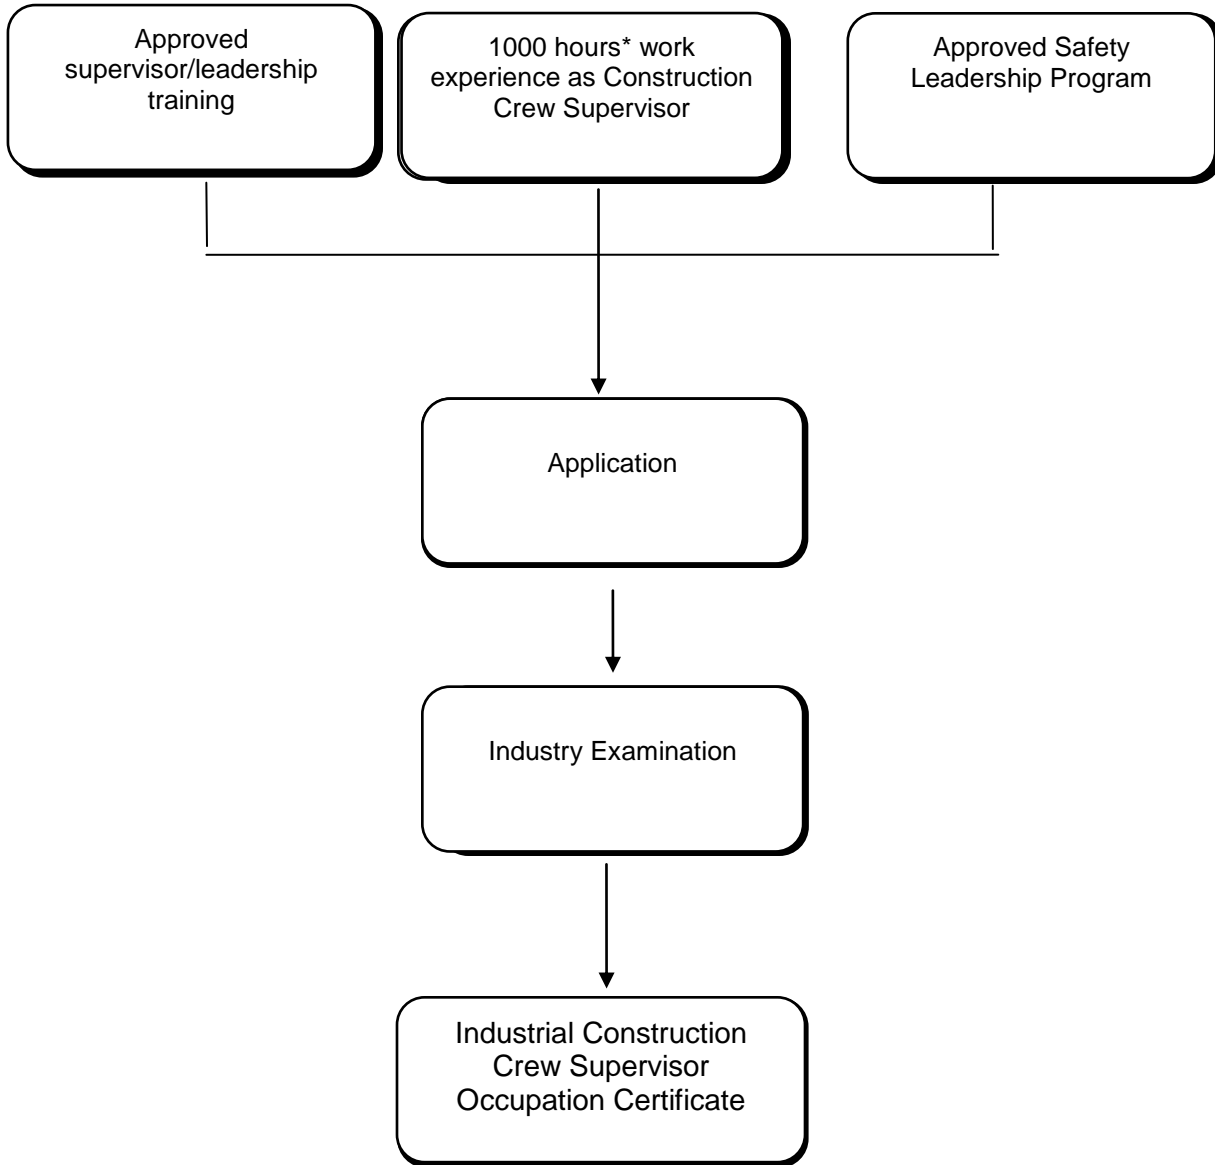 Approved
supervisor/leadership
training
1000 hours* work
experience as Construction
Crew Supervisor
Approved Safety
Leadership Program
Application
Industry Examination
Industrial Construction
Crew Supervisor
Occupation Certificate